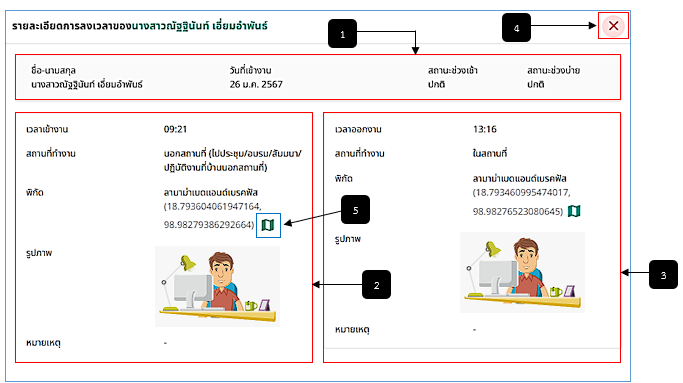 รายละเอียดการลงเวลาของนางสาวณัฐฐินันท์ เอี่ยมอำพันธ์
1
4
ชื่อ-นามสกุล วันที่เข้างาน สถานะช่วงเช้า สถานะช่วงบ่าย
นางสาวณัฐฐินันท์ เอี่ยมอำพันธ์ 26 ม.ค. 2567 ปกติ ปกติ
เวลาเข้างาน 09:21
สถานที่ทำงาน นอกสถานที่ (ไปประชุม/อบรม/สัมมนา/
ปฏิบัติงานที่บ้านนอกสถานที่)
พิกัด ลามาม่าเบดแอนด์เบรคฟัส
(18.793604061947164,
98.98279386292664)
รูปภาพ
หมายเหตุ -
5
2
เวลาออกงาน 13:16
สถานที่ทำงาน ในสถานที่
พิกัด ลามาม่าเบดแอนด์เบรคฟัส
(18.793460995474017,
98.98276523080645)
รูปภาพ
หมายเหตุ -
3